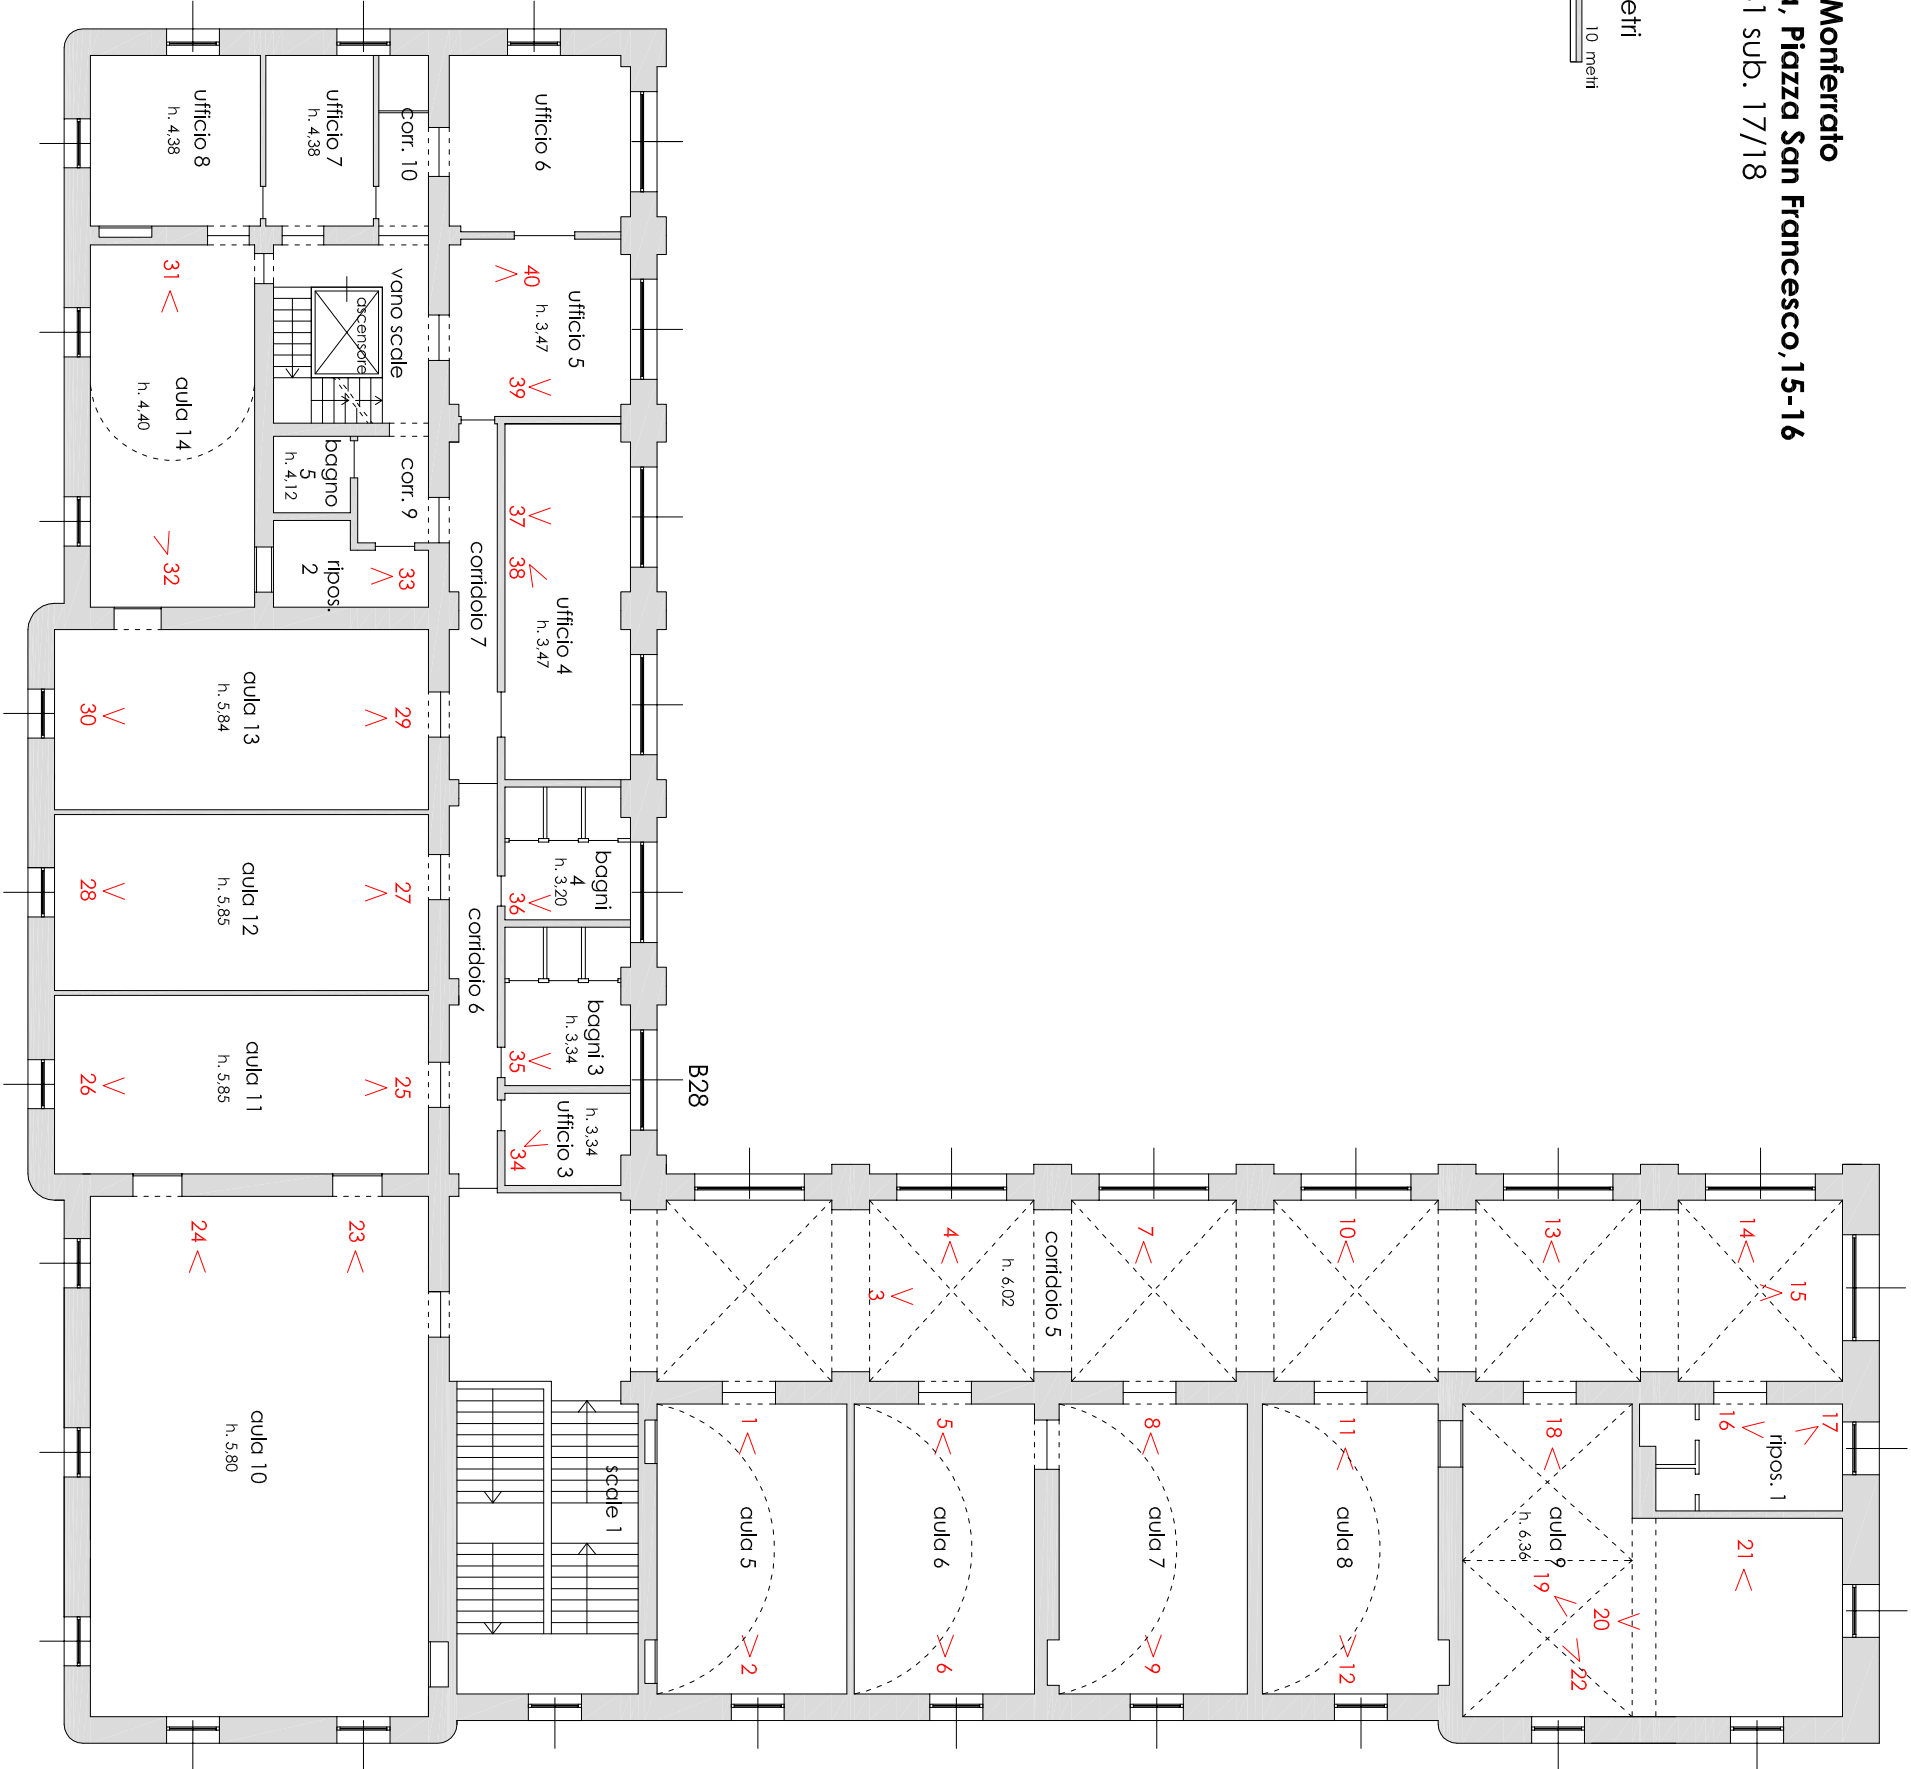 Monferrato
, Piazza San Francesco,15-16
1 sub. 17/18
etri
10 metri
ufficio 8
h. 4,38
ufficio 7
h. 4,38
corr. 10
ufficio 6
31
vano scale
ascensore
40
ufficio 5
h. 3,47
39
aula 14
h. 4,40
32
bagno
5
h. 4,12
corr. 9
ripos.
2
33
corridoio 7
37
38
ufficio 4
h. 3,47
30
aula 13
h. 5,84
29
28
aula 12
h. 5,85
27
26
aula 11
h. 5,85
25
corridoio 6
bagni
4
h. 3,20
36
bagni 3
h. 3,34
35
h. 3,34
ufficio 3
34
B28
24
23
aula 10
h. 5,80
scale 1
4
3
h. 6,02
corridoio 5
7
10
13
14
15
1
aula 5
2
5
aula 6
6
8
aula 7
9
11
aula 8
12
18
aula 9
h. 6,36
19
20
22
16
17
ripos. 1
21